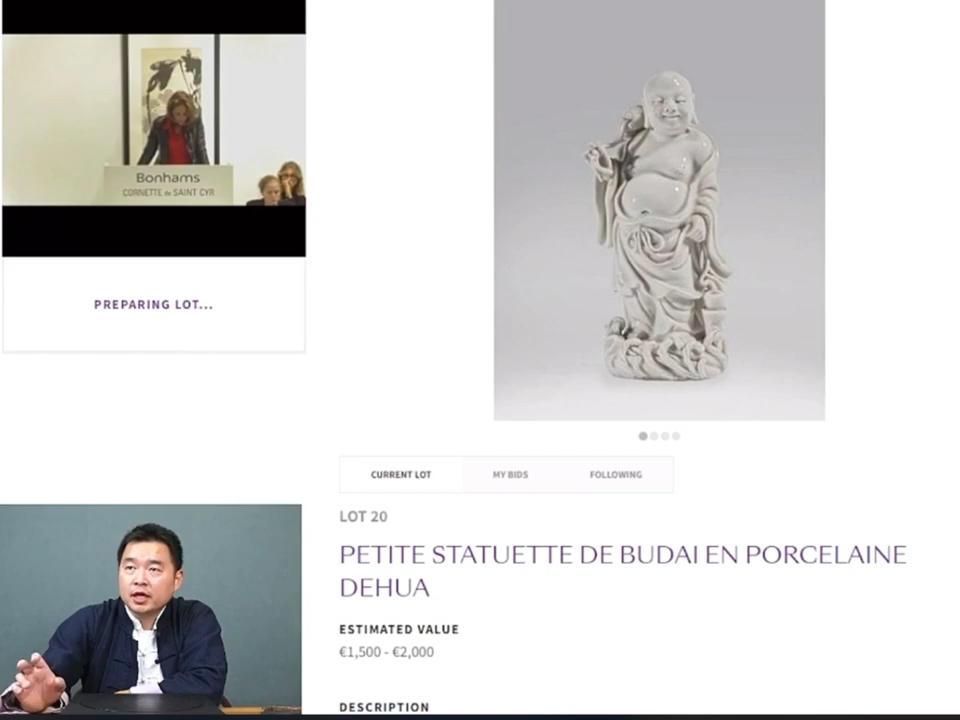 Bonhams
CORNETTE de SAINT CYR
PREPARING LOT...
CURRENT LOT
MY BIDS
FOLLOWING
LOT 20
PETITE STATUETTE DE BUDAI EN PORCELAINE
DEHUA
ESTIMATED VALUE
€1,500 - €2,000
DESCRIPTION